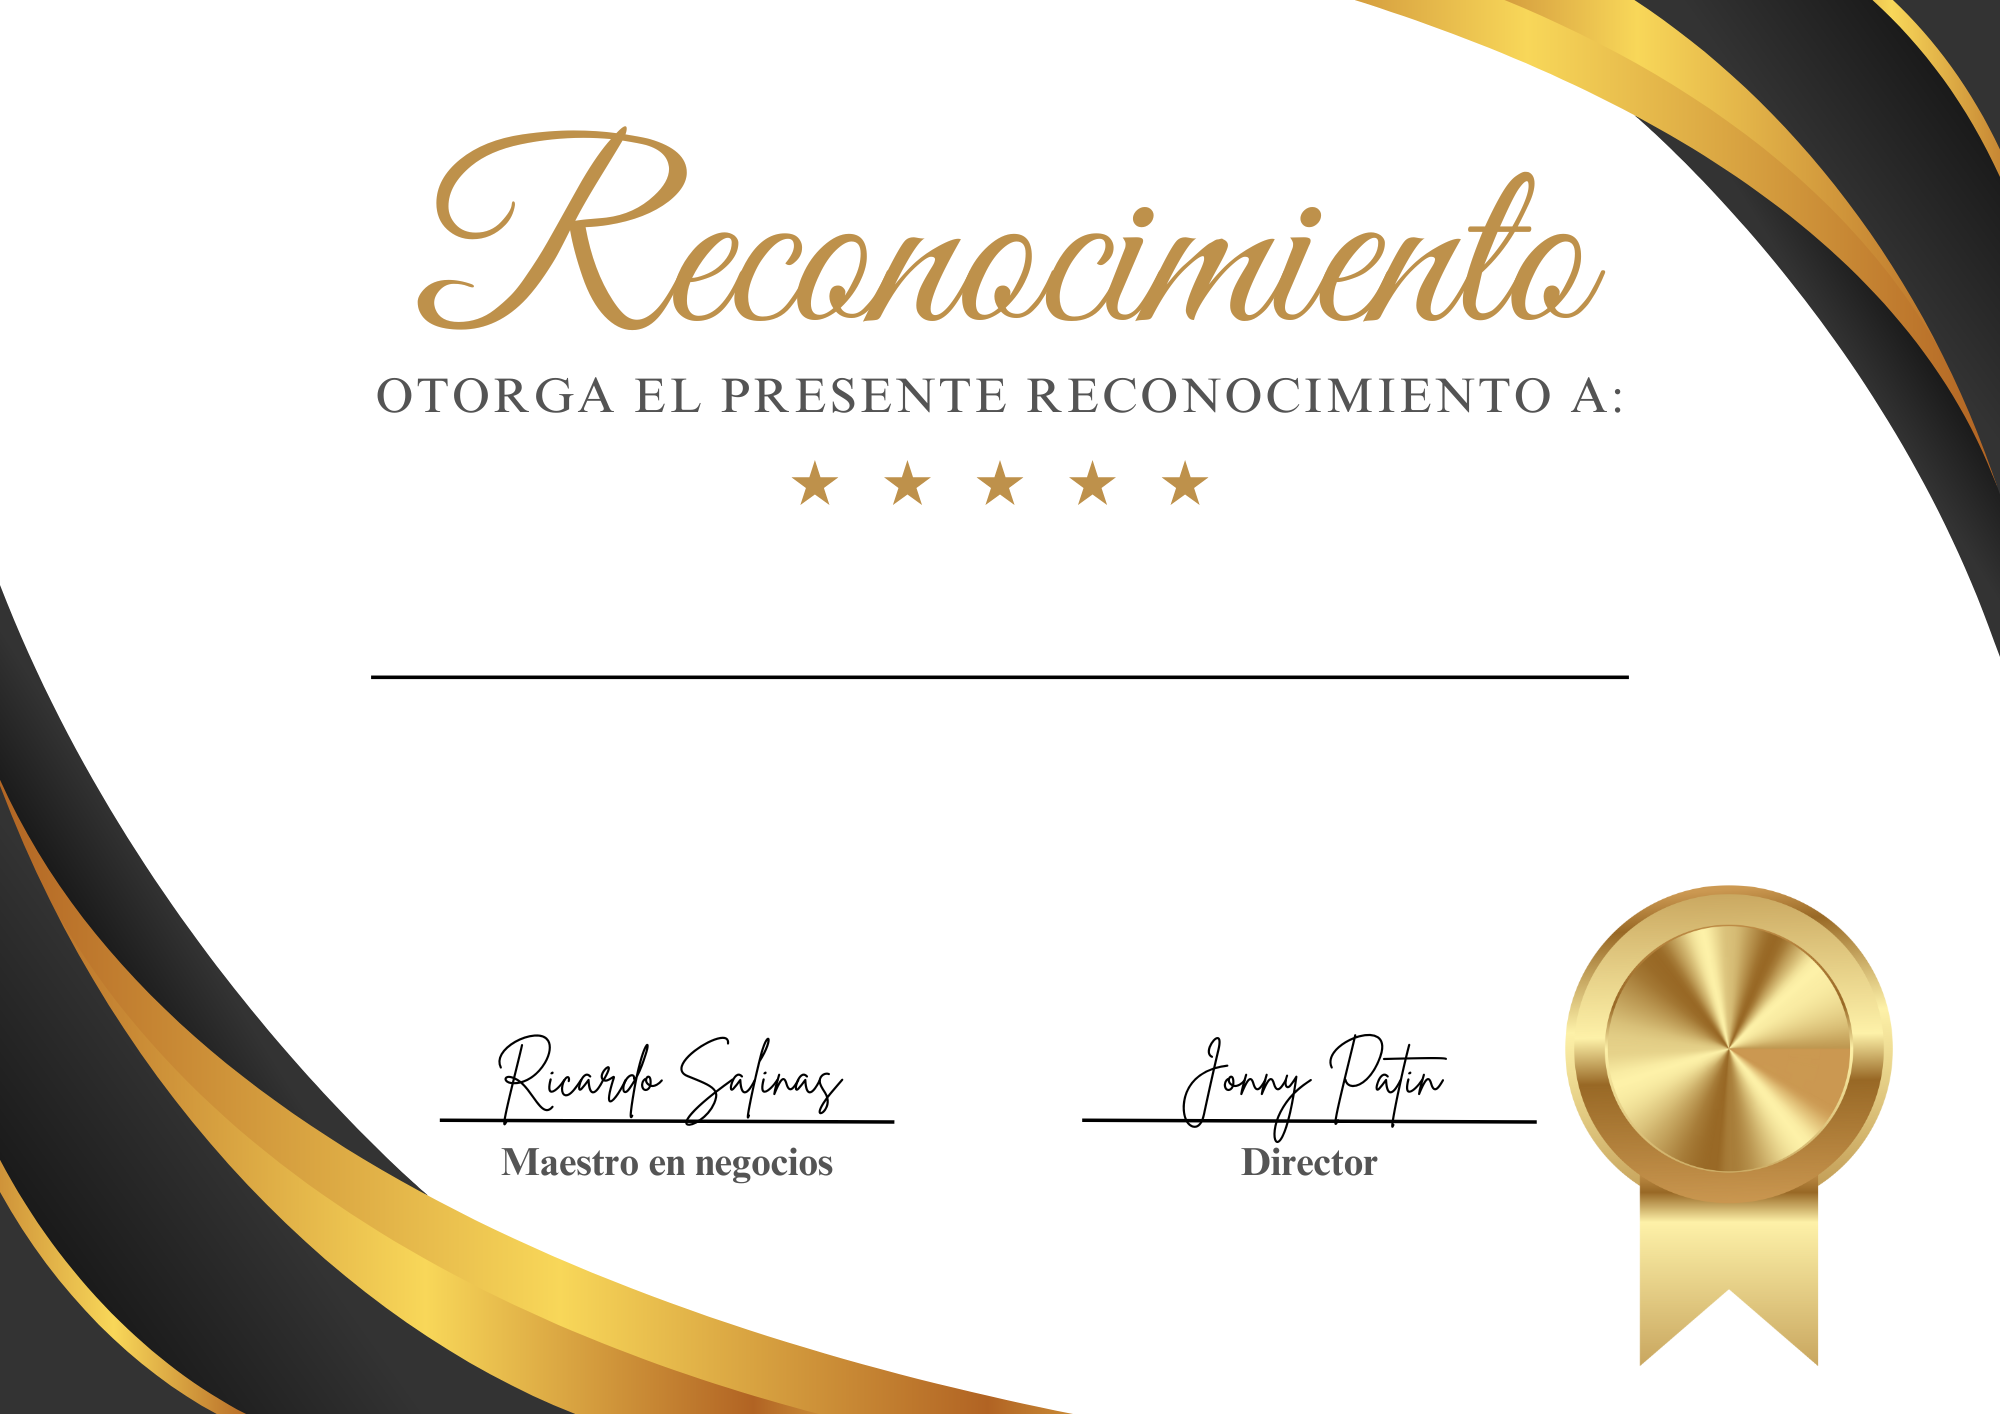 Reconocimiento
OTORGA EL PRESENTE RECONOCIMIENTO A:
Ricardo Salinas
Jonny Patin
Maestro en negocios
Director